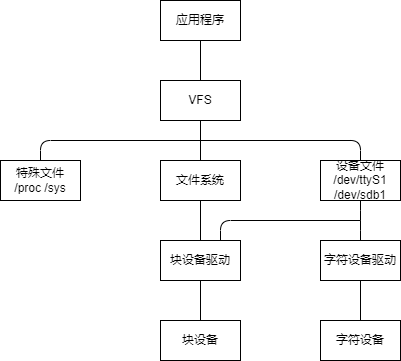 应用程序
VFS
特殊文件
/proc /sys
文件系统
设备文件
/dev/ttyS1
/dev/sdb1
块设备驱动
字符设备驱动
块设备
字符设备